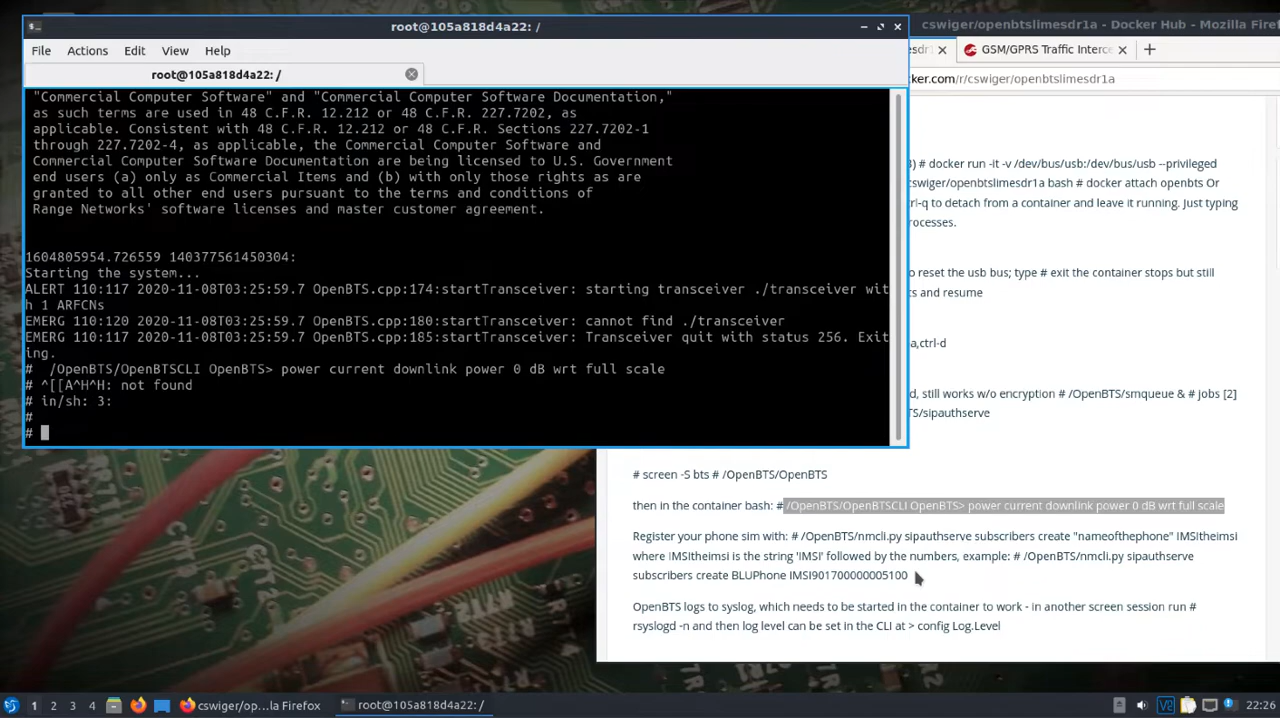 root@105a818d4a22: /
File Actions Edit View Help
root@105a818d4a22: /
"Commercial Computer Software" and "Commercial Computer Software Documentation,"
as such terms are used in 48 C.F.R. 12.212 or 48 C.F.R. 227.7202, as
applicable. Consistent with 48 C.F.R. 12.212 or 48 C.F.R. Sections 227.7202-1
through 227.7202-4, as applicable, the Commercial Computer Software and
Commercial Computer Software Documentation are being licensed to U.S. Government
end users (a) only as Commercial Items and (b) with only those rights as are
granted to all other end users pursuant to the terms and conditions of
Range Networks' software licenses and master customer agreement.
1604805954.726559 140377561450304:
Starting the system...
ALERT 110:117 2020-11-08T03:25:59.7 OpenBTS.cpp:174:startTransceiver: starting transceiver ./transceiver wit
h 1 ARFCNs
EMERG 110:120 2020-11-08T03:25:59.7 OpenBTS.cpp:180:startTransceiver: cannot find ./transceiver
EMERG 110:117 2020-11-08T03:25:59.7 OpenBTS.cpp:185:startTransceiver: Transceiver quit with status 256. Exit
ing.
#  /OpenBTS/OpenBTSCLI OpenBTS> power current downlink power 0 dB wrt full scale
# ^[[A^H^H: not found
# in/sh: 3:
#
#
cswiger/openbtslimesdr1a - Docker Hub - Mozilla Firef
sdr1 GSM/GPRS Traffic Interce
ker.com/r/cswiger/openbtslimesdr1a
) # docker run -it -v /dev/bus/usb:/dev/bus/usb --privileged
cswiger/openbtslimesdr1a bash # docker attach openbts Or
rl-q to detach from a container and leave it running. Just typing
rocesses.
o reset the usb bus; type # exit the container stops but still
ts and resume
a,ctrl-d
d, still works w/o encryption # /OpenBTS/smqueue & # jobs [2]
TS/sipauthserve
# screen -S bts # /OpenBTS/OpenBTS
then in the container bash: # /OpenBTS/OpenBTSCLI OpenBTS> power current downlink power 0 dB wrt full scale
Register your phone sim with: # /OpenBTS/nmcli.py sipauthserve subscribers create "nameofthephone" IMSItheimsi
where IMSItheimsi is the string 'IMSI' followed by the numbers, example: # /OpenBTS/nmcli.py sipauthserve
subscribers create BLUPhone IMSI901700000005100
OpenBTS logs to syslog, which needs to be started in the container to work - in another screen session run #
rsyslogd -n and then log level can be set in the CLI at > config Log.Level
1 2 3 4 cswiger/op...la Firefox root@105a818d4a22: / 22:26